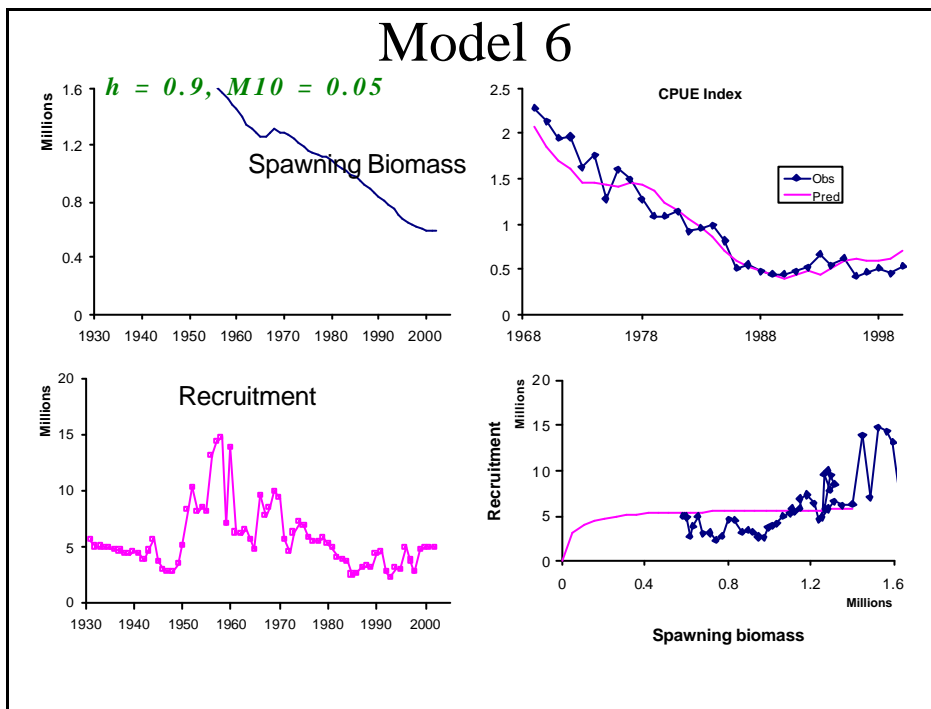 Model 6
h = 0.9, M10 = 0.05
Millions
1.6
1.2
0.8
0.4
0
Spawning Biomass
1930 1940 1950 1960 1970 1980 1990 2000
CPUE Index
2.5
2
1.5
1
0.5
0
Obs
Pred
1968 1978 1988 1998
Recruitment
Millions
20
15
10
5
0
1930 1940 1950 1960 1970 1980 1990 2000
Recruitment
Millions
20
15
10
5
0
0 0.4 0.8 1.2 1.6
Millions
Spawning biomass